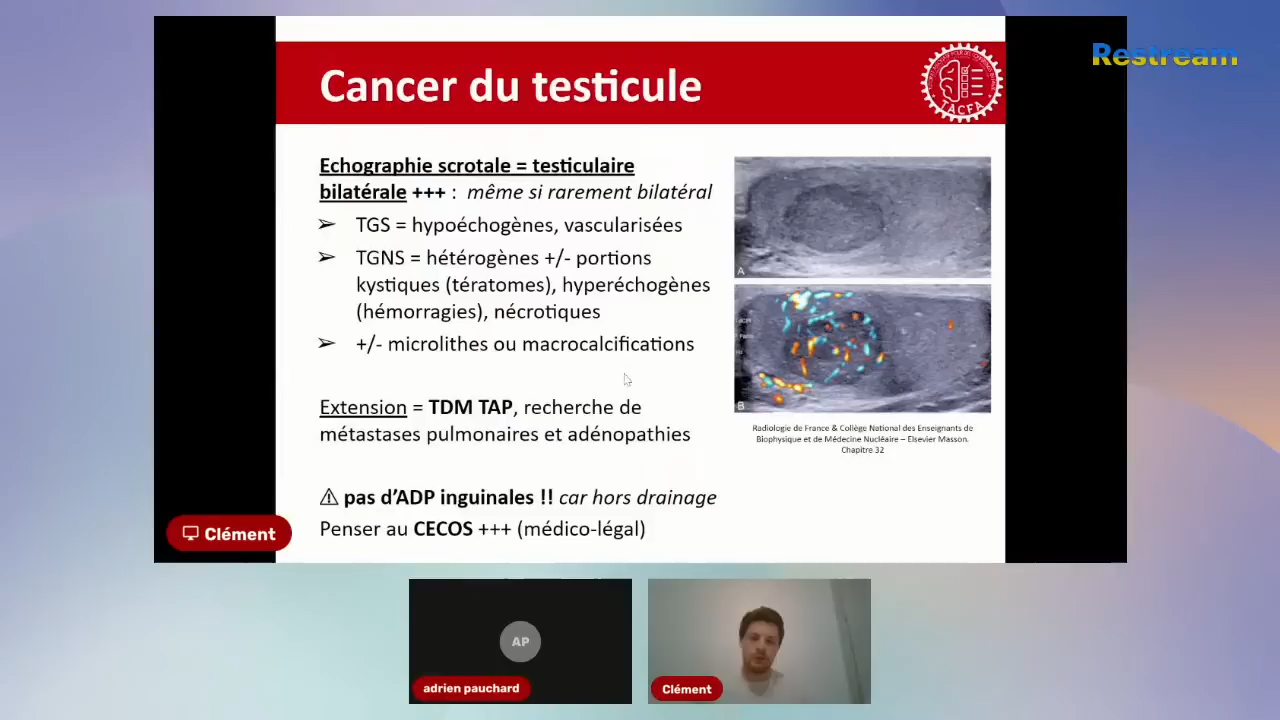 Restream
Cancer du testicule
TACFA
Echographie scrotale = testiculaire
bilatérale +++ : même si rarement bilatéral
➢ TGS = hypoéchogènes, vascularisées
➢ TGNS = hétérogènes +/- portions
kystiques (tératomes), hyperéchogènes
(hémorragies), nécrotiques
➢ +/- microlithes ou macrocalcifications
Extension = TDM TAP, recherche de
métastases pulmonaires et adénopathies
⚠ pas d’ADP inguinales !! car hors drainage
Penser au CECOS +++ (médico-légal)
A
B
Radiologie de France & Collège National des Enseignants de
Biophysique et de Médecine Nucléaire – Elsevier Masson.
Chapitre 32
Clément
AP
adrien pauchard
Clément